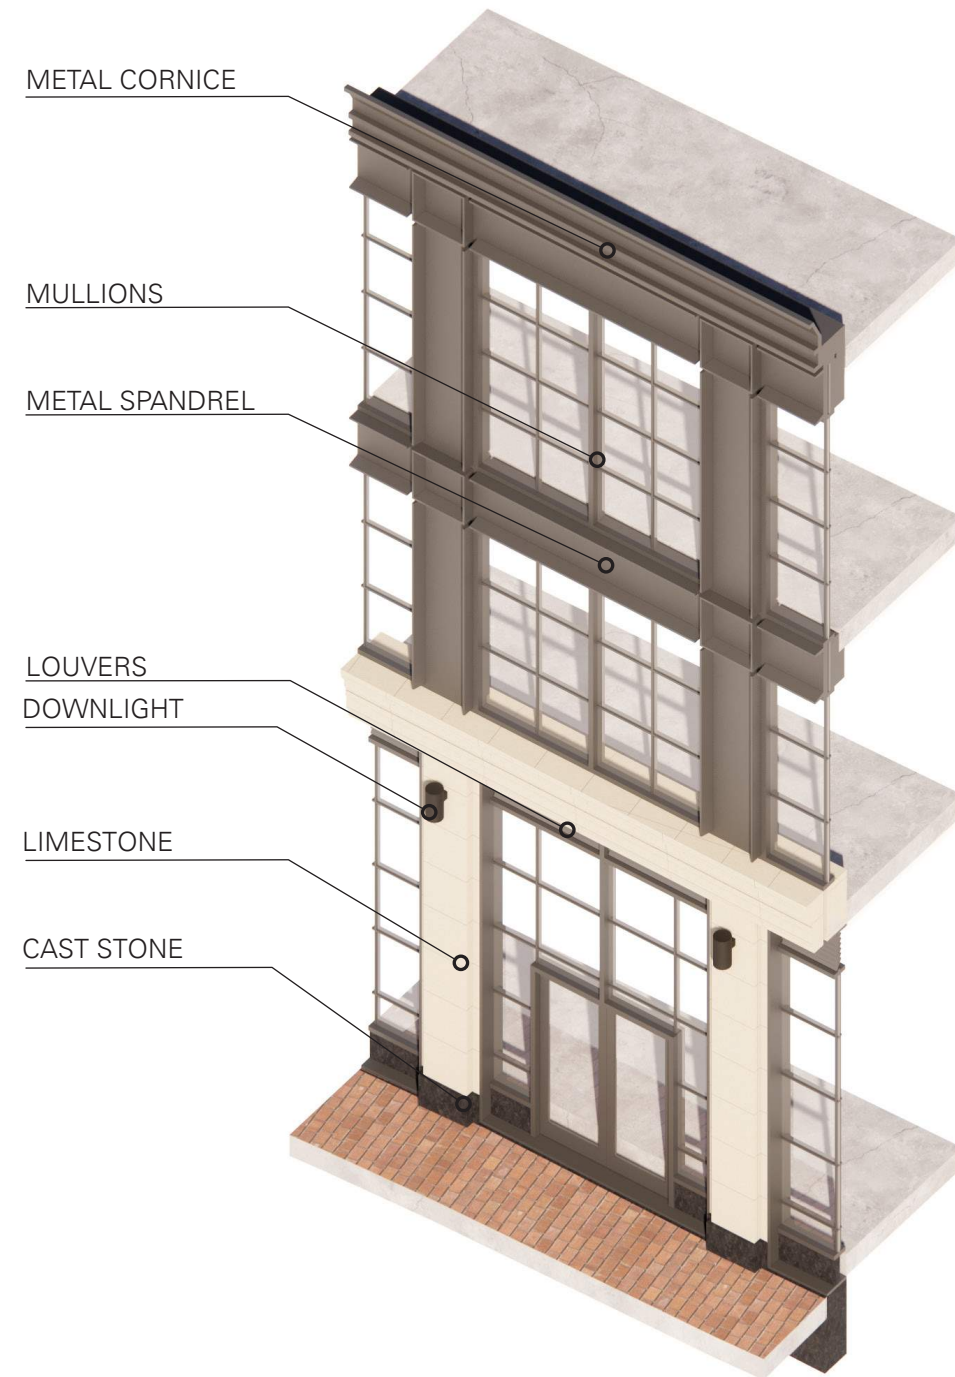 METAL CORNICE
MULLIONS
METAL SPANDREL
LOUVERS
DOWNLIGHT
LIMESTONE
CAST STONE